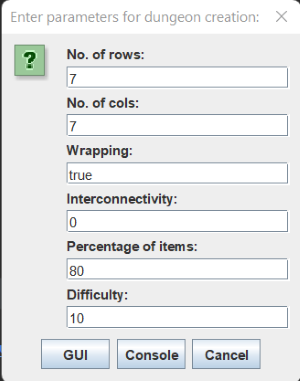 Enter parameters for dungeon creation:
?
No. of rows:
7
No. of cols:
7
Wrapping:
true
Interconnectivity:
0
Percentage of items:
80
Difficulty:
10
GUI Console Cancel